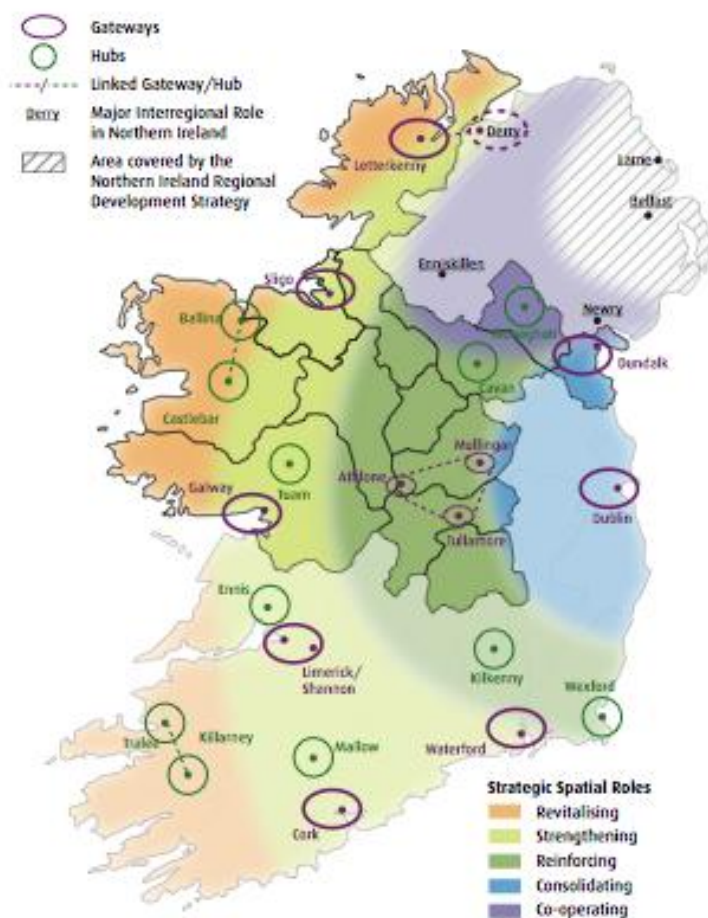 Gateways
Hubs
Linked Gateway/Hub
Derry
Major Interregional Role
in Northern Ireland
Area covered by the
Northern Ireland Regional
Development Strategy
Letterkenny
Derry
Larne
Belfast
Enniskillen
Sligo
Newry
Ballina
Monaghan
Dundalk
Cavan
Castlebar
Mullingar
Galway
Tuam
Athlone
Dublin
Tullamore
Ennis
Limerick/
Shannon
Kilkenny
Wexford
Tralee
Killarney
Mallow
Waterford
Cork
Strategic Spatial Roles
Revitalising
Strengthening
Reinforcing
Consolidating
Co-operating